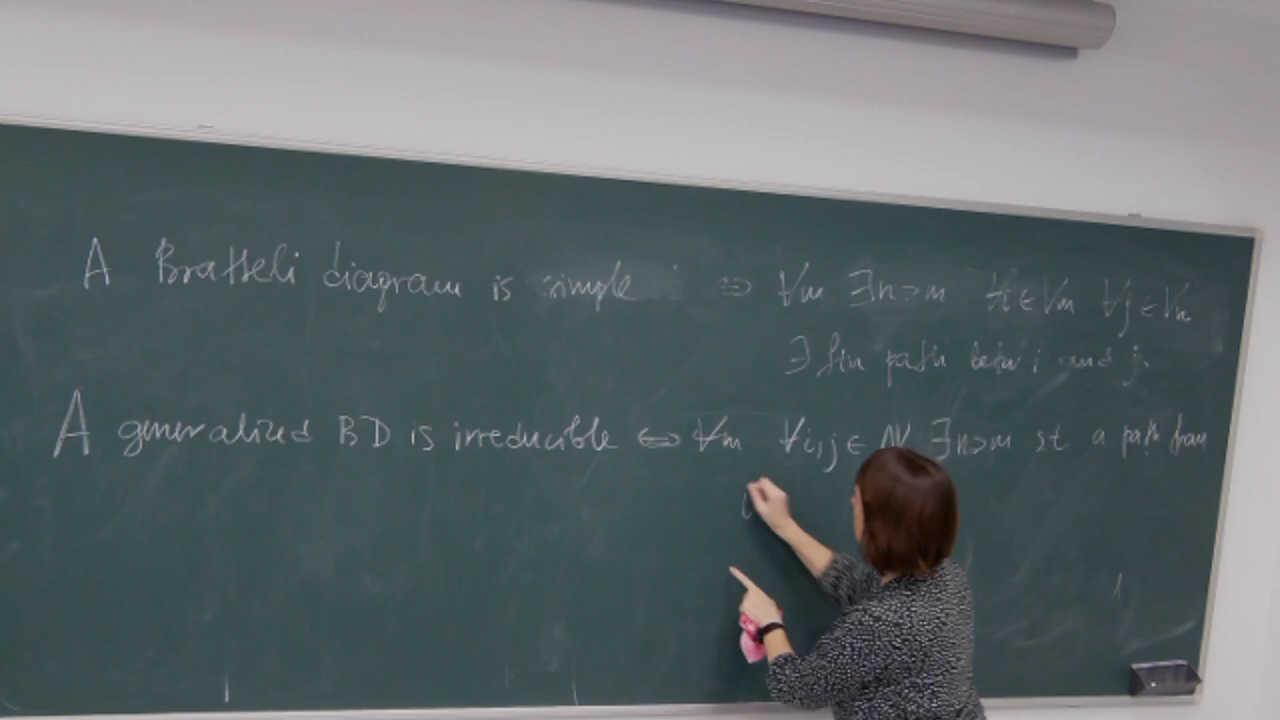 A Bratteli diagram is simple ⇔ ∀m ∃n>m ∀i∈Vm ∀j∈Vn
∃ fin path betw i and j.
A generalized BD is irreducible ⇔ ∀m ∀i,j∈ ∃n>m st. a path from
i